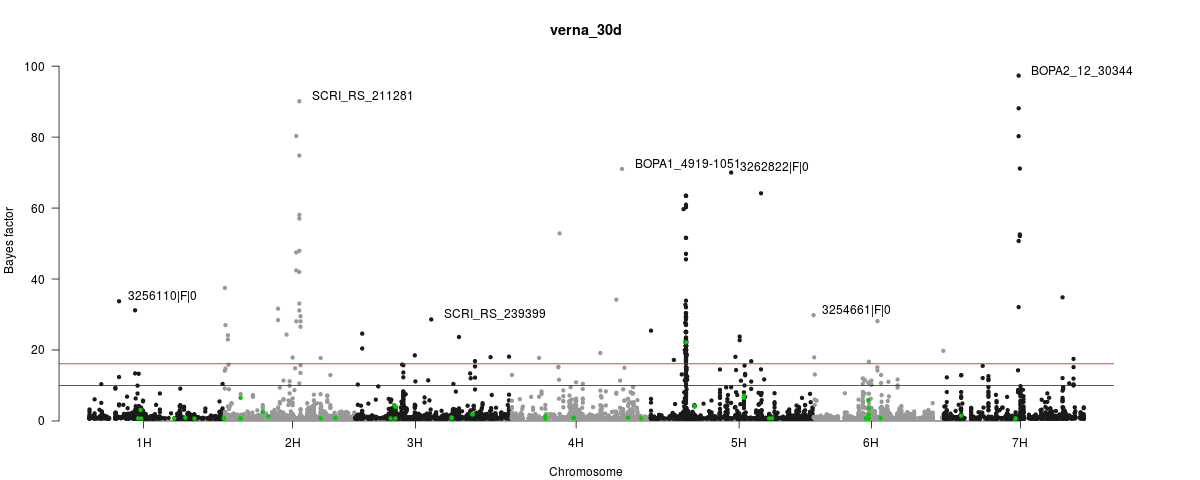 verna_30d
100
80
60
40
20
0
Bayes factor
BOPA2_12_30344
SCRI_RS_211281
BOPA1_4919-1051
3262822|F|0
3256110|F|0
SCRI_RS_239399
3254661|F|0
1H 2H 3H 4H 5H 6H 7H
Chromosome